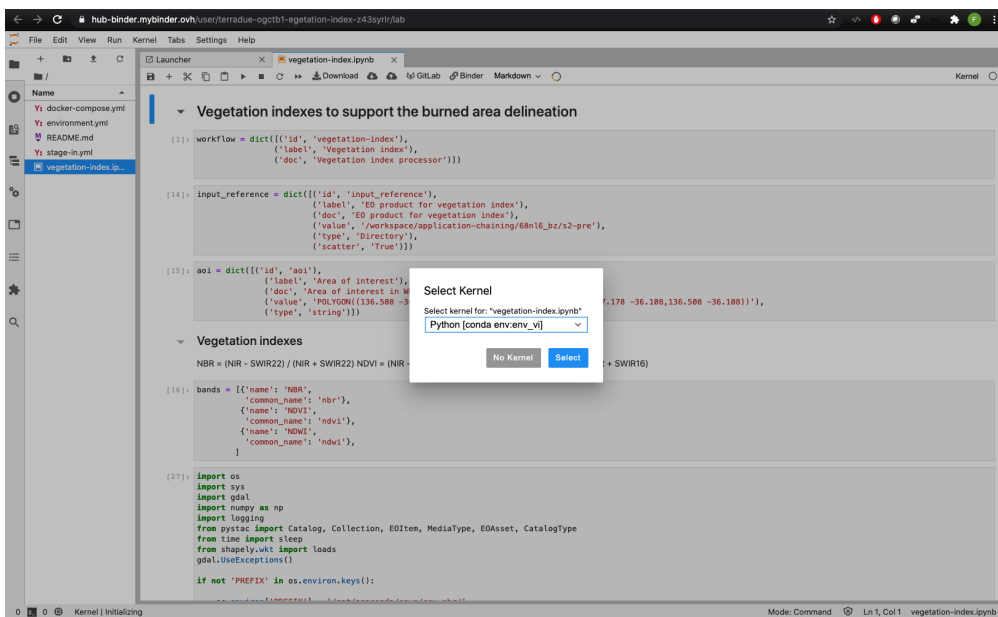 hub-binder.mybinder.ovh/user/terradue-ogctb1-egetation-index-z43syrlr/lab
File Edit View Run Kernel Tabs Settings Help
Launcher
vegetation-index.ipynb
Download GitLab Binder Markdown
Kernel
/
Name
docker-compose.yml
environment.yml
README.md
stage-in.yml
vegetation-index.ip...
Vegetation indexes to support the burned area delineation
[1]: workflow = dict([('id', 'vegetation-index'),
('label', 'Vegetation index'),
('doc', 'Vegetation index processor')])
[14]: input_reference = dict([('id', 'input_reference'),
('label', 'EO product for vegetation index'),
('doc', 'EO product for vegetation index'),
('value', '/workspace/application-chaining/68nl6_bz/s2-pre'),
('type', 'Directory'),
('scatter', 'True')])
[15]: aoi = dict([('id', 'aoi'),
('label', 'Area of interest'),
('doc', 'Area of interest in W
('value', 'POLYGON((136.508 -3 7.178 -36.108,136.508 -36.108))'),
('type', 'string')])
Select Kernel
Select kernel for: "vegetation-index.ipynb"
Python [conda env:env_vi]
No Kernel Select
Vegetation indexes
NBR = (NIR - SWIR22) / (NIR + SWIR22) NDVI = (NIR + SWIR16)
[16]: bands = [{'name': 'NBR',
'common_name': 'nbr'},
{'name': 'NDVI',
'common_name': 'ndvi'},
{'name': 'NDWI',
'common_name': 'ndwi'},
]
[27]: import os
import sys
import gdal
import numpy as np
import logging
from pystac import Catalog, Collection, EOItem, MediaType, EOAsset, CatalogType
from time import sleep
from shapely.wkt import loads
gdal.UseExceptions()
if not 'PREFIX' in os.environ.keys():
0 0 Kernel | Initializing
Mode: Command Ln 1, Col 1 vegetation-index.ipynb